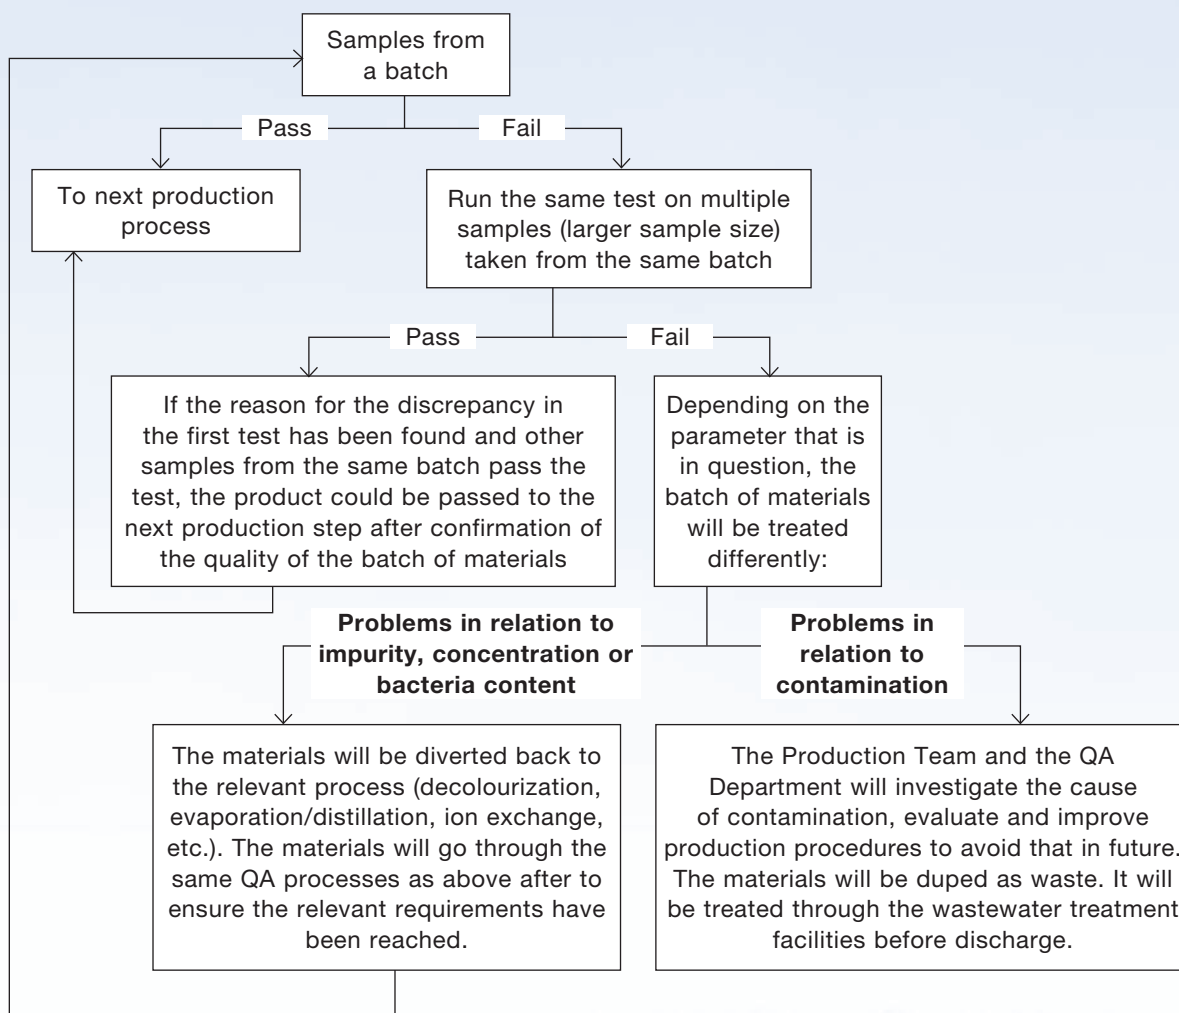 Samples from
a batch
Pass
Fail
To next production
process
Run the same test on multiple
samples (larger sample size)
taken from the same batch
Pass
Fail
If the reason for the discrepancy in
the first test has been found and other
samples from the same batch pass the
test, the product could be passed to the
next production step after confirmation of
the quality of the batch of materials
Depending on the
parameter that is
in question, the
batch of materials
will be treated
differently:
Problems in relation to
impurity, concentration or
bacteria content
Problems in
relation to
contamination
The materials will be diverted back to
the relevant process (decolourization,
evaporation/distillation, ion exchange,
etc.). The materials will go through the
same QA processes as above after to
ensure the relevant requirements have
been reached.
The Production Team and the QA
Department will investigate the cause
of contamination, evaluate and improve
production procedures to avoid that in future.
The materials will be duped as waste. It will
be treated through the wastewater treatment
facilities before discharge.